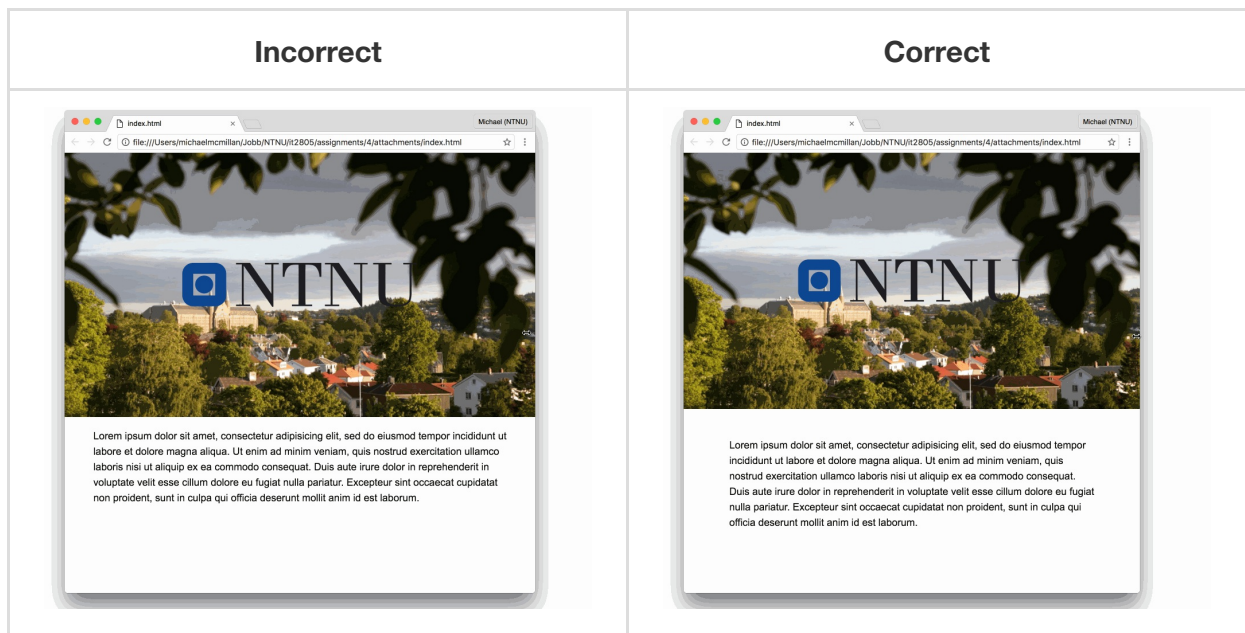 Incorrect
Correct
index.html
Michael (NTNU)
file:///Users/michaelmcmillan/Jobb/NTNU/it2805/assignments/4/attachments/index.html
NTNU
Lorem ipsum dolor sit amet, consectetur adipisicing elit, sed do eiusmod tempor incididunt ut
labore et dolore magna aliqua. Ut enim ad minim veniam, quis nostrud exercitation ullamco
laboris nisi ut aliquip ex ea commodo consequat. Duis aute irure dolor in reprehenderit in
voluptate velit esse cillum dolore eu fugiat nulla pariatur. Excepteur sint occaecat cupidatat
non proident, sunt in culpa qui officia deserunt mollit anim id est laborum.
index.html
Michael (NTNU)
file:///Users/michaelmcmillan/Jobb/NTNU/it2805/assignments/4/attachments/index.html
NTNU
Lorem ipsum dolor sit amet, consectetur adipisicing elit, sed do eiusmod tempor
incididunt ut labore et dolore magna aliqua. Ut enim ad minim veniam, quis
nostrud exercitation ullamco laboris nisi ut aliquip ex ea commodo consequat.
Duis aute irure dolor in reprehenderit in voluptate velit esse cillum dolore eu fugiat
nulla pariatur. Excepteur sint occaecat cupidatat non proident, sunt in culpa qui
officia deserunt mollit anim id est laborum.